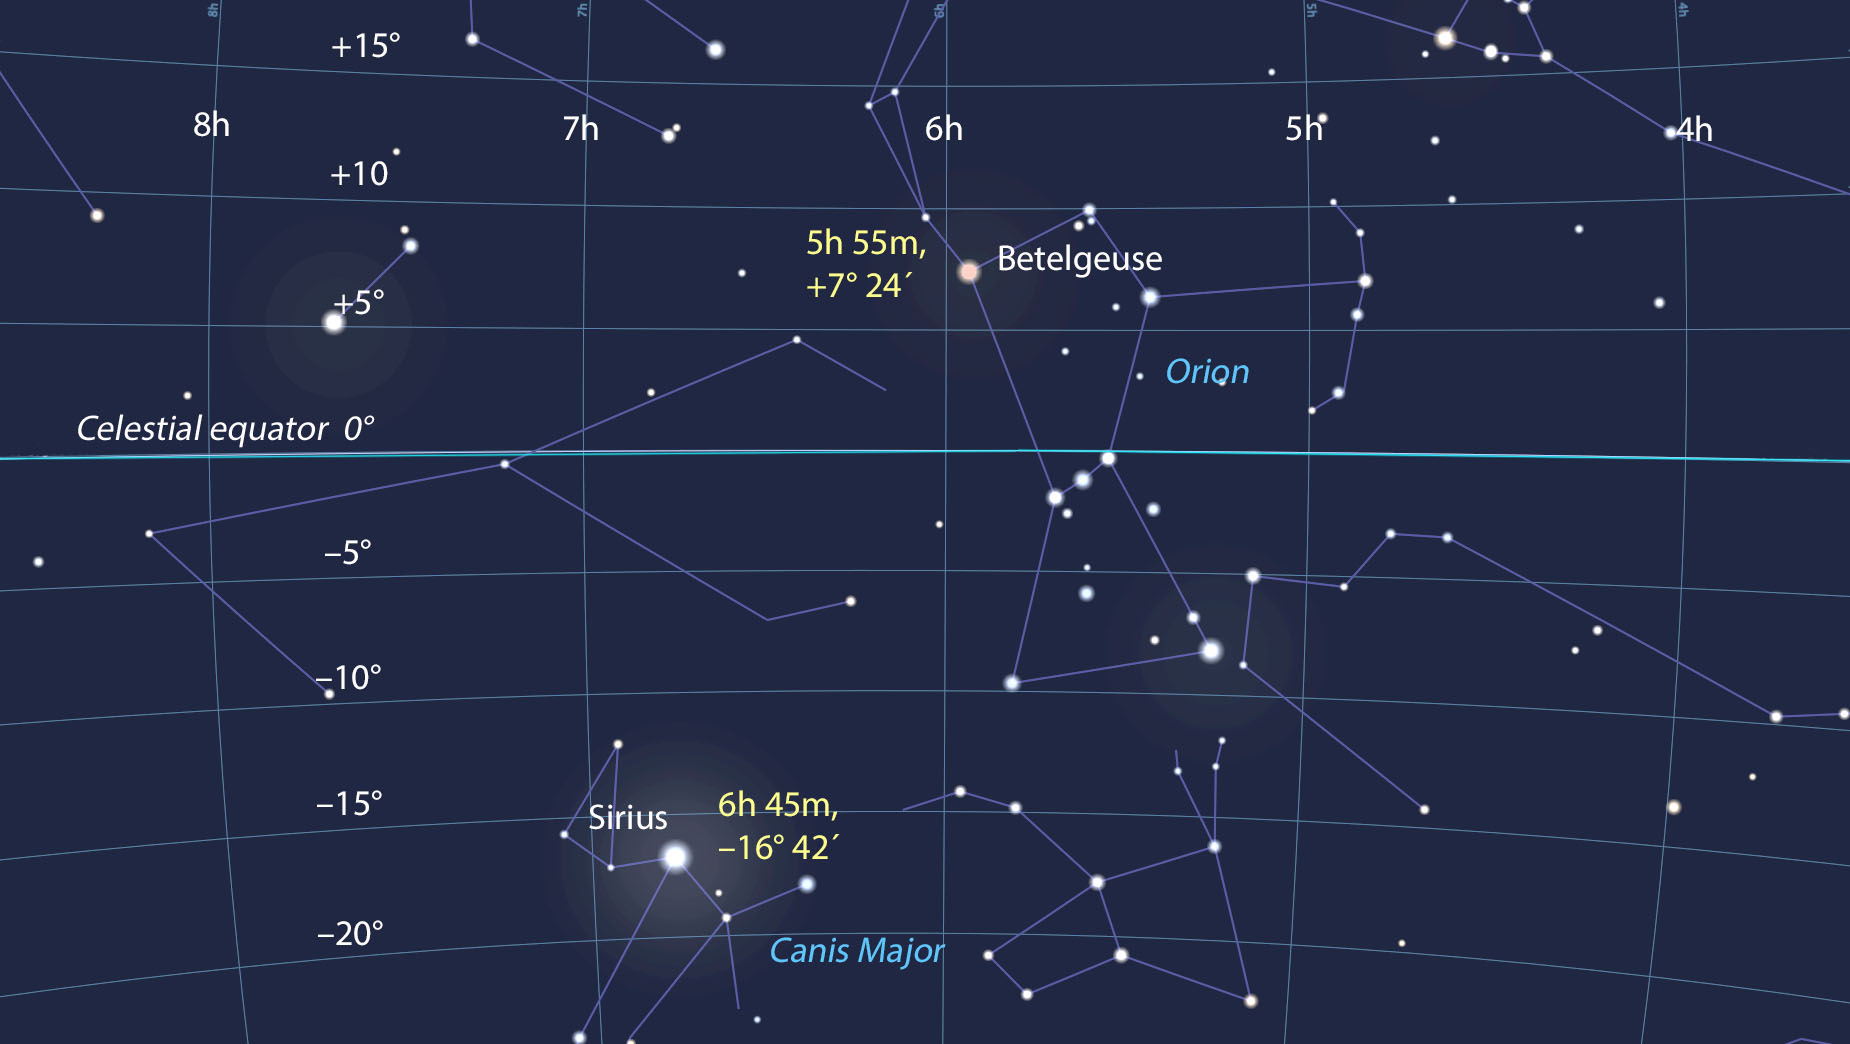 8h 7h 6h 5h 4h
+15°
8h 7h 6h 5h 4h
+10
5h 55m,
+7° 24´
Betelgeuse
+5°
Orion
Celestial equator 0°
–5°
–10°
–15°
Sirius
6h 45m,
–16° 42´
–20°
Canis Major